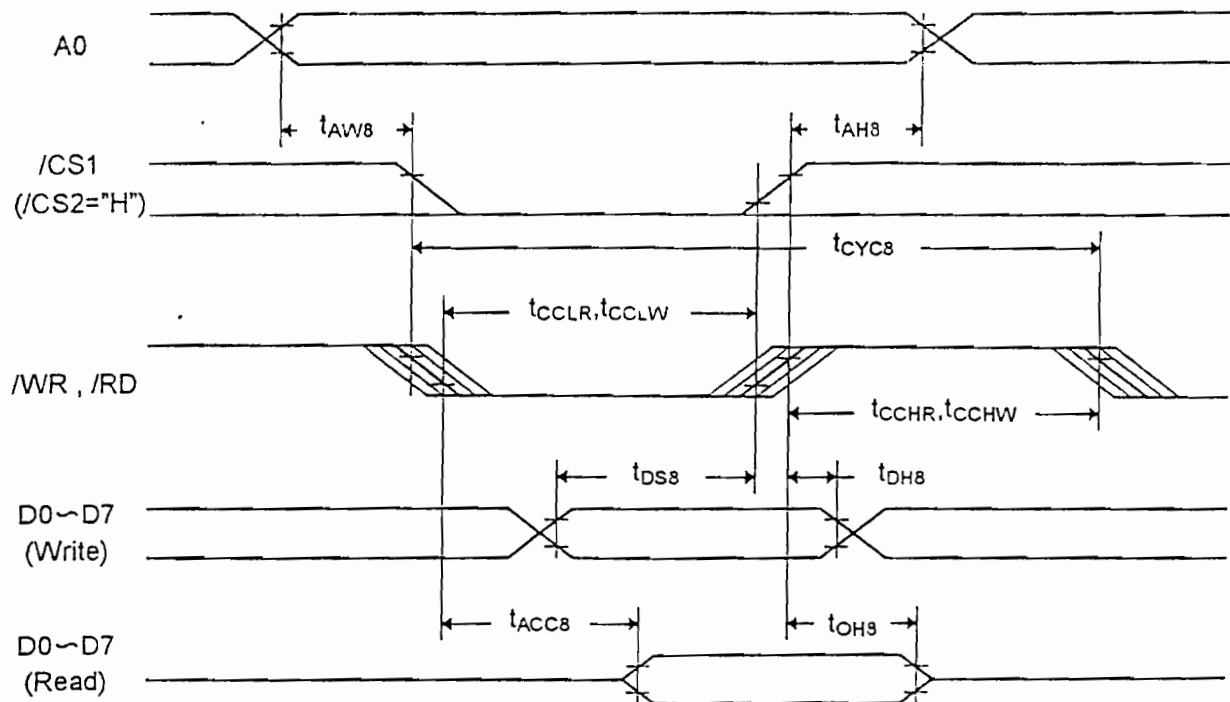 A0
tAW8
tAH8
/CS1
(/CS2="H")
tCYC8
tCCLR,tCCLW
/WR , /RD
tCCHR,tCCHW
tDS8
tDH8
D0~D7
(Write)
tACC8
tOH8
D0~D7
(Read)